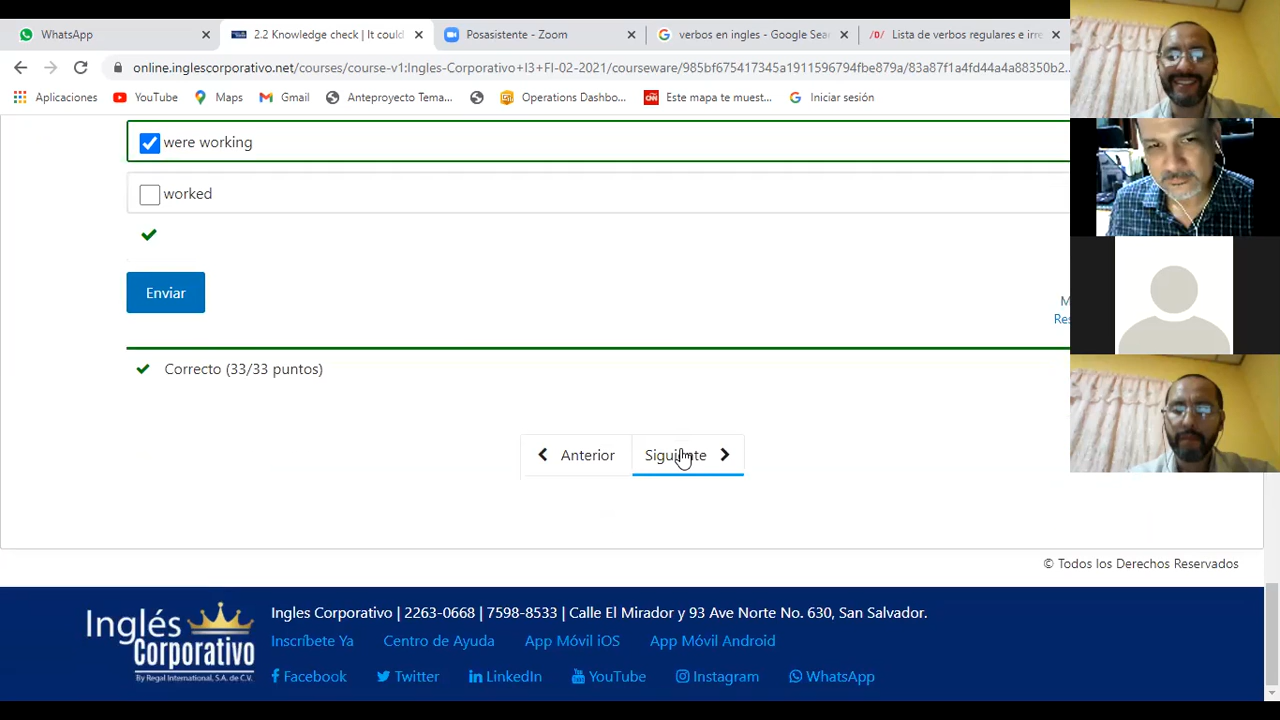 WhatsApp
2.2 Knowledge check | It could
Posasistente - Zoom
verbos en ingles - Google Sear
Lista de verbos regulares e irre
online.inglescorporativo.net/courses/course-v1:Ingles-Corporativo+I3+FI-02-2021/courseware/985bf675417345a1911596794fbe879a/83a87f1a4fd44a4a88350b2...
Aplicaciones
YouTube
Maps
Gmail
Anteproyecto Tema...
Operations Dashbo...
Este mapa te muest...
Iniciar sesión
were working
worked
Enviar
Correcto (33/33 puntos)
Anterior
Siguiente
© Todos los Derechos Reservados
Inglés
Corporativo
By Regal International, S.A. de C.V.
Ingles Corporativo | 2263-0668 | 7598-8533 | Calle El Mirador y 93 Ave Norte No. 630, San Salvador.
Inscríbete Ya
Centro de Ayuda
App Móvil iOS
App Móvil Android
Facebook
Twitter
LinkedIn
YouTube
Instagram
WhatsApp